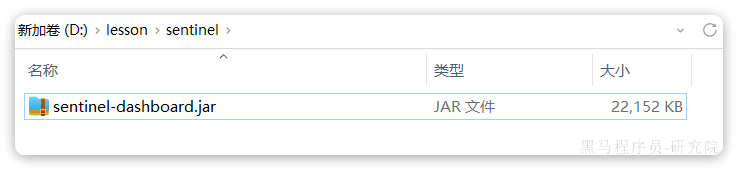 新加卷 (D:) › lesson › sentinel ›
名称 类型 大小
sentinel-dashboard.jar JAR 文件 22,152 KB
黑马程序员-研究院